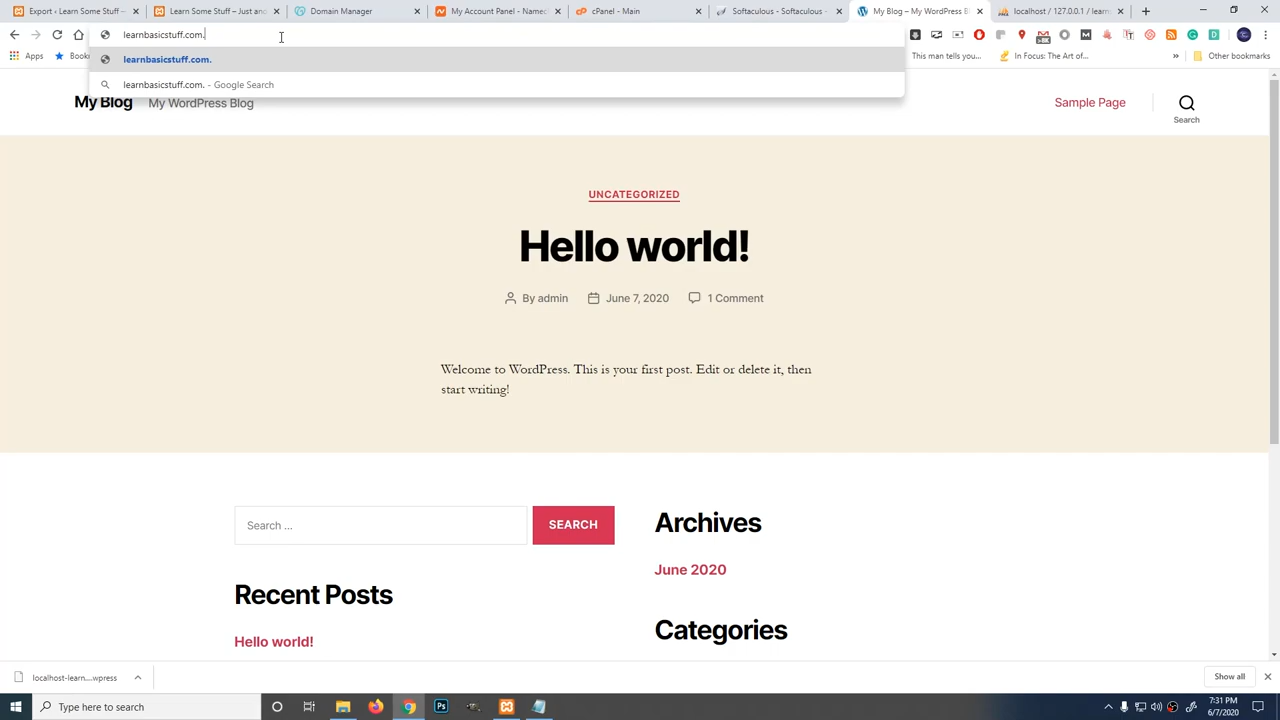 Export ‹ Learn Some Stuff —
Learn Some Stuff – Just ano
Domain Manager
My Account Panel - Namec
cPanel - Main
Softaculous - Softaculous -
My Blog – My WordPress Bl
localhost / 127.0.0.1 / learn
learnbasicstuff.com.
Apps
learnbasicstuff.com.
This man tells you...
In Focus: The Art of...
»
Other bookmarks
learnbasicstuff.com. - Google Search
My Blog
My WordPress Blog
Sample Page
Search
UNCATEGORIZED
Hello world!
By admin
June 7, 2020
1 Comment
Welcome to WordPress. This is your first post. Edit or delete it, then
start writing!
Search …
SEARCH
Archives
June 2020
Recent Posts
Categories
Hello world!
localhost-learn....wpress
Show all
Type here to search
7:31 PM
6/7/2020